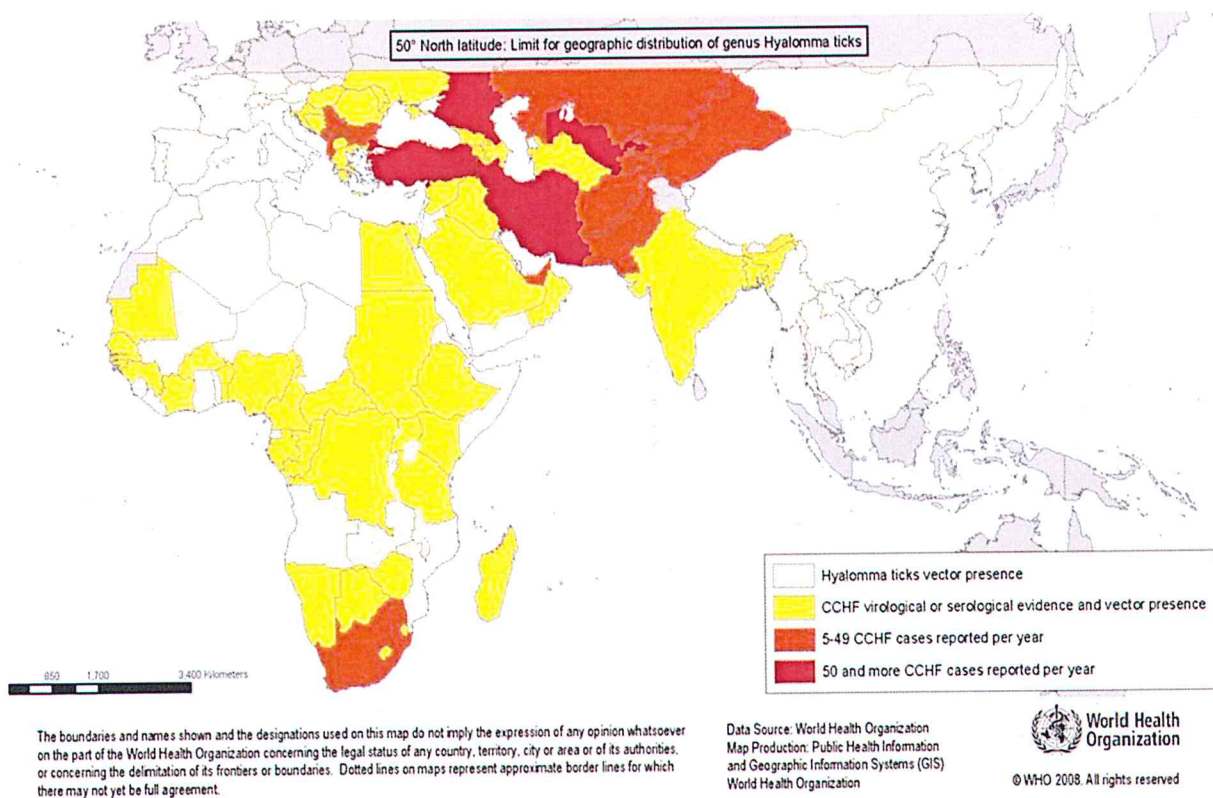 50° North latitude: Limit for geographic distribution of genus Hyalomma ticks
Hyalomma ticks vector presence
CCHF virological or serological evidence and vector presence
5-49 CCHF cases reported per year
50 and more CCHF cases reported per year
850 1,700 3,400 Kilometers
The boundaries and names shown and the designations used on this map do not imply the expression of any opinion whatsoever
on the part of the World Health Organization concerning the legal status of any country, territory, city or area or of its authorities,
or concerning the delimitation of its frontiers or boundaries. Dotted lines on maps represent approximate border lines for which
there may not yet be full agreement.
Data Source: World Health Organization
Map Production: Public Health Information
and Geographic Information Systems (GIS)
World Health Organization
World Health
Organization
© WHO 2008. All rights reserved